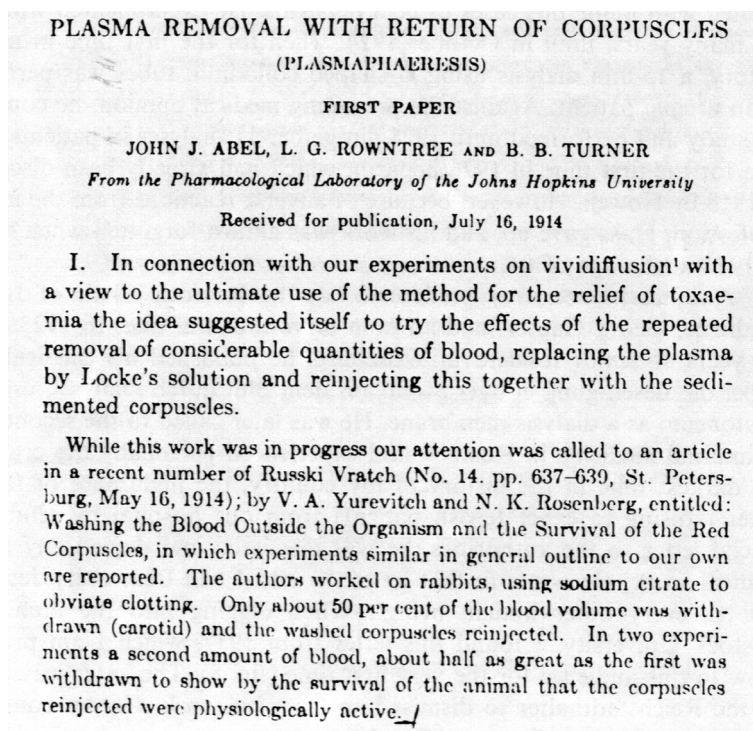 PLASMA REMOVAL WITH RETURN OF CORPUSCLES
(PLASMAPHAERESIS)
FIRST PAPER
JOHN J. ABEL, L. G. ROWNTREE AND B. B. TURNER
From the Pharmacological Laboratory of the Johns Hopkins University
Received for publication, July 16, 1914
I. In connection with our experiments on vividiffusion¹ with
a view to the ultimate use of the method for the relief of toxae-
mia the idea suggested itself to try the effects of the repeated
removal of considerable quantities of blood, replacing the plasma
by Locke's solution and reinjecting this together with the sedi-
mented corpuscles.
While this work was in progress our attention was called to an article
in a recent number of Russki Vratch (No. 14, pp. 637-639, St. Peters-
burg, May 16, 1914); by V. A. Yurevitch and N. K. Rosenberg, entitled:
Washing the Blood Outside the Organism and the Survival of the Red
Corpuscles, in which experiments similar in general outline to our own
are reported. The authors worked on rabbits, using sodium citrate to
obviate clotting. Only about 50 per cent of the blood volume was with-
drawn (carotid) and the washed corpuscles reinjected. In two experi-
ments a second amount of blood, about half as great as the first was
withdrawn to show by the survival of the animal that the corpuscles
reinjected were physiologically active.